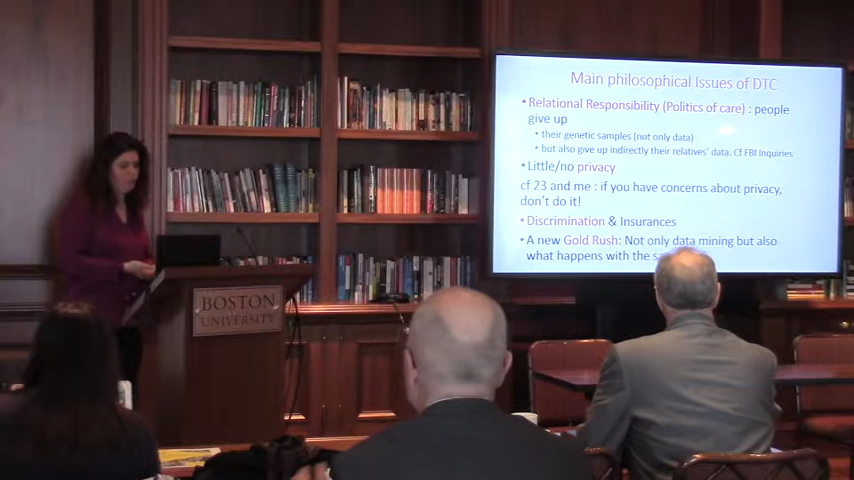 Main philosophical Issues of DTC
•Relational Responsibility (Politics of care) : people
give up
• their genetic samples (not only data)
• but also give up indirectly their relatives' data. Cf FBI Inquiries
•Little/no privacy
cf 23 and me : if you have concerns about privacy,
don't do it!
•Discrimination & Insurances
•A new Gold Rush: Not only data mining but also
what happens with the
BOSTON
UNIVERSITY